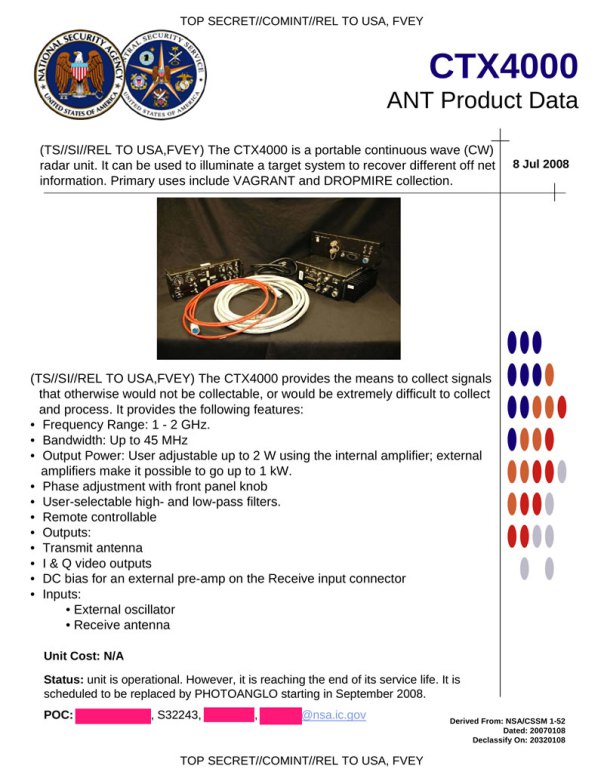 TOP SECRET//COMINT//REL TO USA, FVEY
NATIONAL SECURITY AGENCY
UNITED STATES OF AMERICA
CENTRAL SECURITY SERVICE
UNITED STATES OF AMERICA
CTX4000
ANT Product Data
(TS//SI//REL TO USA,FVEY) The CTX4000 is a portable continuous wave (CW)
radar unit. It can be used to illuminate a target system to recover different off net
information. Primary uses include VAGRANT and DROPMIRE collection.
8 Jul 2008
(TS//SI//REL TO USA,FVEY) The CTX4000 provides the means to collect signals
that otherwise would not be collectable, or would be extremely difficult to collect
and process. It provides the following features:
• Frequency Range: 1 - 2 GHz.
• Bandwidth: Up to 45 MHz
• Output Power: User adjustable up to 2 W using the internal amplifier; external
amplifiers make it possible to go up to 1 kW.
• Phase adjustment with front panel knob
• User-selectable high- and low-pass filters.
• Remote controllable
• Outputs:
• Transmit antenna
• I & Q video outputs
• DC bias for an external pre-amp on the Receive input connector
• Inputs:
• External oscillator
• Receive antenna
Unit Cost: N/A
Status: unit is operational. However, it is reaching the end of its service life. It is
scheduled to be replaced by PHOTOANGLO starting in September 2008.
POC: , S32243, , @nsa.ic.gov
Derived From: NSA/CSSM 1-52
Dated: 20070108
Declassify On: 20320108
TOP SECRET//COMINT//REL TO USA, FVEY